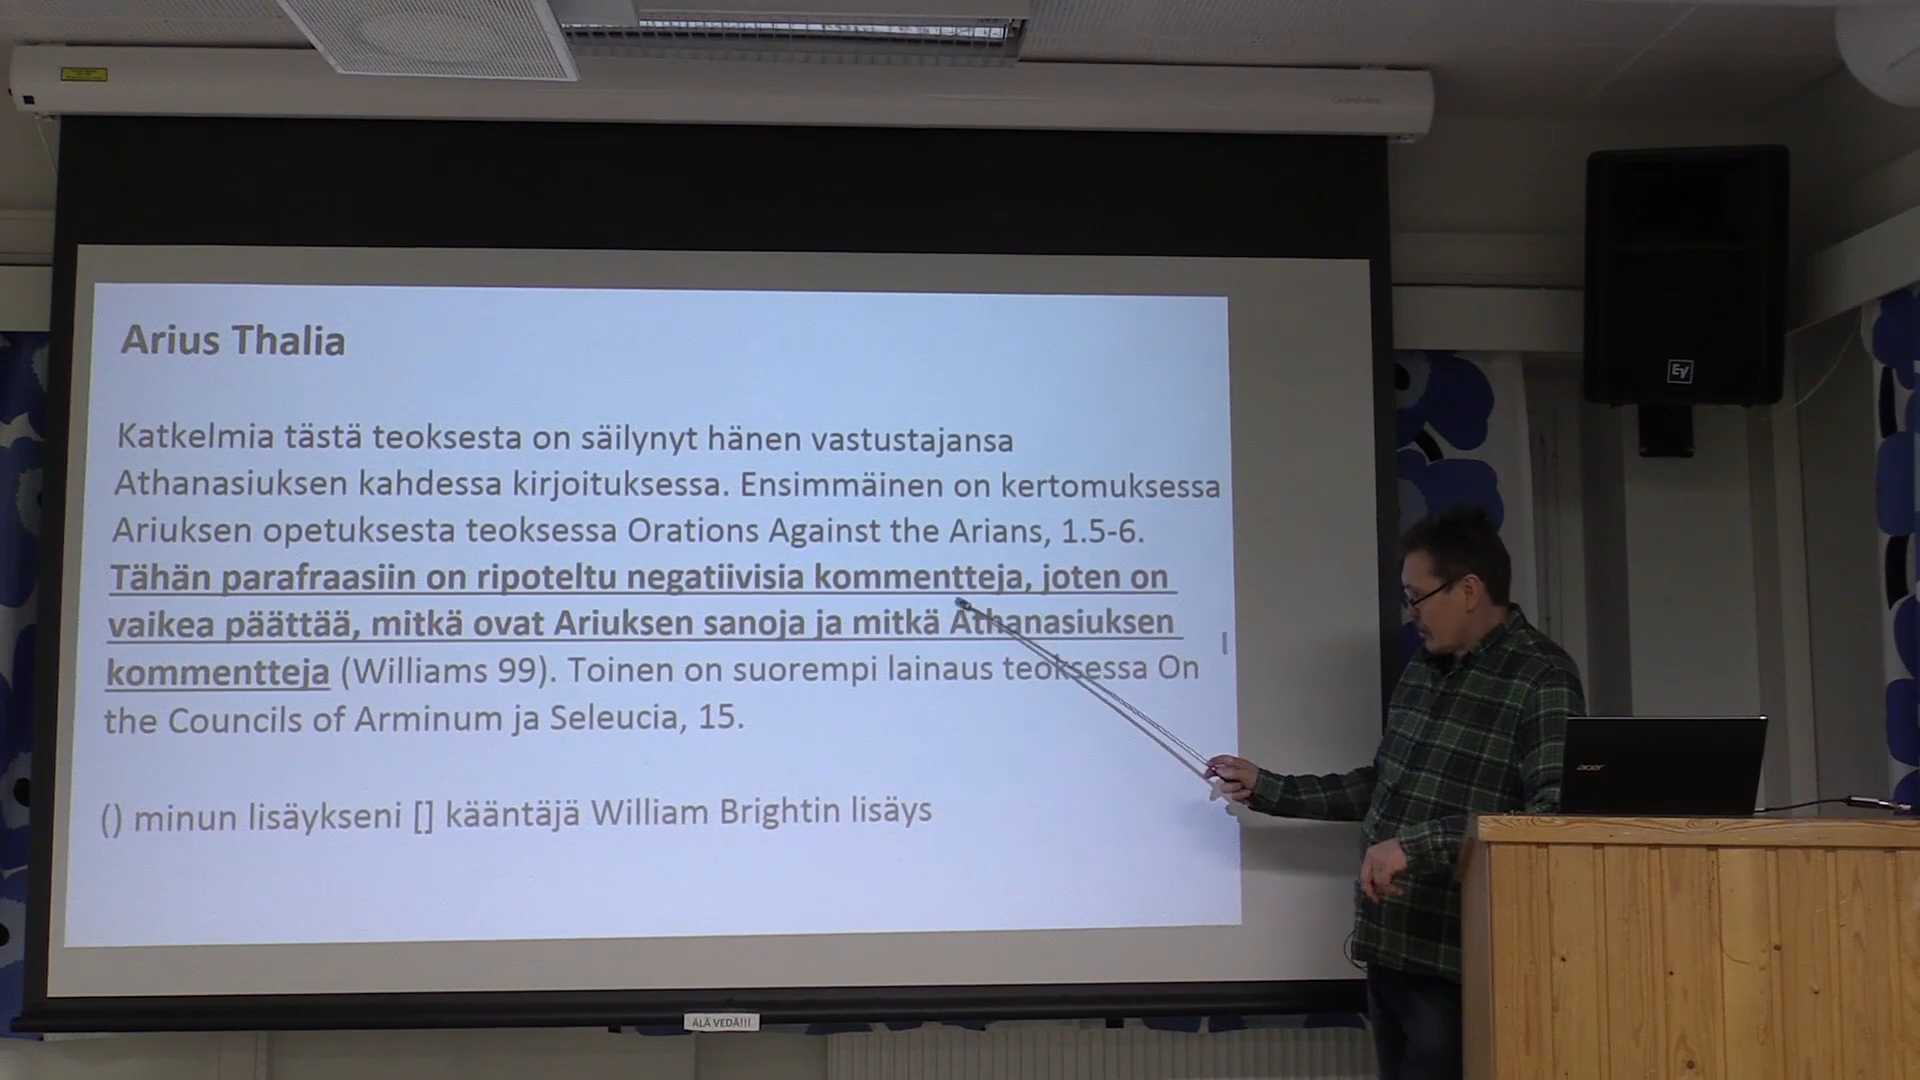 Arius Thalia
Katkelmia tästä teoksesta on säilynyt hänen vastustajansa
Athanasiuksen kahdessa kirjoituksessa. Ensimmäinen on kertomuksessa
Ariuksen opetuksesta teoksessa Orations Against the Arians, 1.5-6.
Tähän parafraasiin on ripoteltu negatiivisia kommentteja, joten on
vaikea päättää, mitkä ovat Ariuksen sanoja ja mitkä Athanasiuksen
kommentteja (Williams 99). Toinen on suorempi lainaus teoksessa On
the Councils of Arminum ja Seleucia, 15.
() minun lisäykseni [] kääntäjä William Brightin lisäys
EV
acer
ÄLÄ VEDÄ!!!